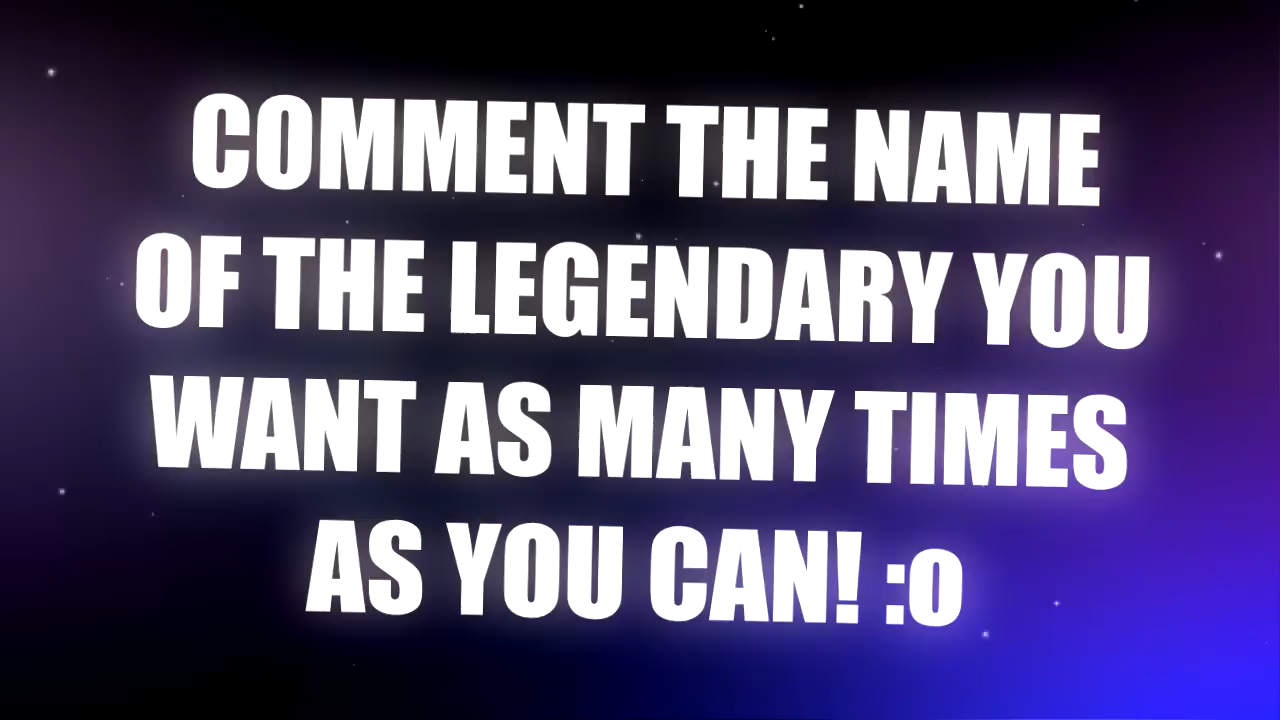 COMMENT THE NAME
OF THE LEGENDARY YOU
WANT AS MANY TIMES
AS YOU CAN! :O